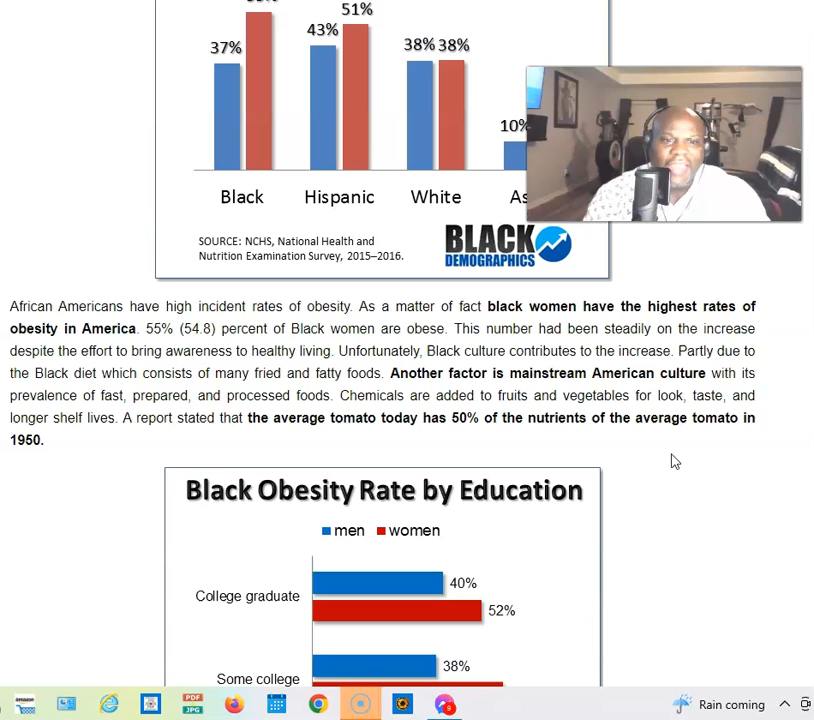 51%
43%
37%
38% 38%
10%
Black Hispanic White
SOURCE: NCHS, National Health and
Nutrition Examination Survey, 2015–2016.
BLACK
DEMOGRAPHICS
African Americans have high incident rates of obesity. As a matter of fact black women have the highest rates of
obesity in America. 55% (54.8) percent of Black women are obese. This number had been steadily on the increase
despite the effort to bring awareness to healthy living. Unfortunately, Black culture contributes to the increase. Partly due to
the Black diet which consists of many fried and fatty foods. Another factor is mainstream American culture with its
prevalence of fast, prepared, and processed foods. Chemicals are added to fruits and vegetables for look, taste, and
longer shelf lives. A report stated that the average tomato today has 50% of the nutrients of the average tomato in
1950.
Black Obesity Rate by Education
men women
College graduate
40%
52%
Some college
38%
PDF
JPG
9
Rain coming